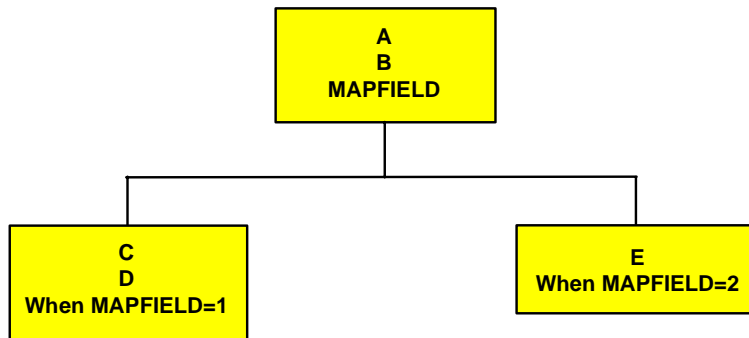 A
B
MAPFIELD
C
D
When MAPFIELD=1
E
When MAPFIELD=2